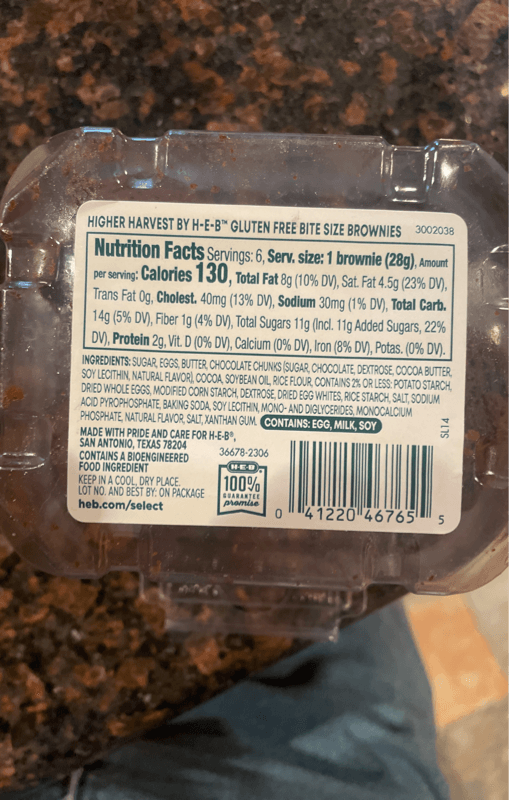 HIGHER HARVEST BY H-E-B™ GLUTEN FREE BITE SIZE BROWNIES 3002038
Nutrition Facts Servings: 6, Serv. size: 1 brownie (28g), Amount
per serving: Calories 130, Total Fat 8g (10% DV), Sat. Fat 4.5g (23% DV),
Trans Fat 0g, Cholest. 40mg (13% DV), Sodium 30mg (1% DV), Total Carb.
14g (5% DV), Fiber 1g (4% DV), Total Sugars 11g (Incl. 11g Added Sugars, 22%
DV), Protein 2g, Vit. D (0% DV), Calcium (0% DV), Iron (8% DV), Potas. (0% DV).
INGREDIENTS: SUGAR, EGGS, BUTTER, CHOCOLATE CHUNKS (SUGAR, CHOCOLATE, DEXTROSE, COCOA BUTTER,
SOY LECITHIN, NATURAL FLAVOR), COCOA, SOYBEAN OIL, RICE FLOUR, CONTAINS 2% OR LESS: POTATO STARCH,
DRIED WHOLE EGGS, MODIFIED CORN STARCH, DEXTROSE, DRIED EGG WHITES, RICE STARCH, SALT, SODIUM
ACID PYROPHOSPHATE, BAKING SODA, SOY LECITHIN, MONO- AND DIGLYCERIDES, MONOCALCIUM
PHOSPHATE, NATURAL FLAVOR, SALT, XANTHAN GUM. CONTAINS: EGG, MILK, SOY
MADE WITH PRIDE AND CARE FOR H-E-B®,
SAN ANTONIO, TEXAS 78204
CONTAINS A BIOENGINEERED
FOOD INGREDIENT
KEEP IN A COOL, DRY PLACE.
LOT NO. AND BEST BY: ON PACKAGE
heb.com/select
36678-2306
H-E-B
100%
GUARANTEE
promise
0 41220 46765 5
SL14